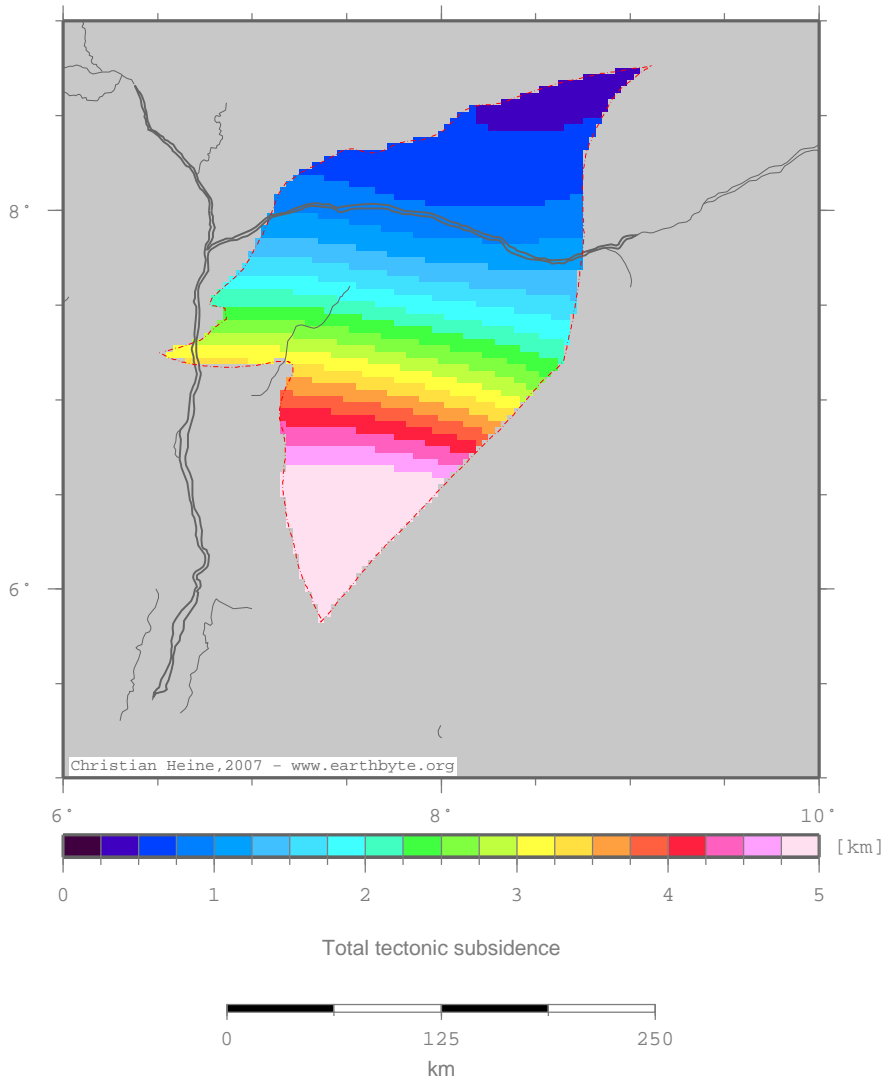 8°
6°
Christian Heine,2007 - www.earthbyte.org
6° 8° 10°
[km]
0 1 2 3 4 5
Total tectonic subsidence
0 125 250
km